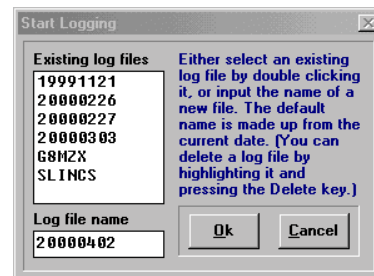 Start Logging
Existing log files
19991121
20000226
20000227
20000303
G8MZX
SLINCS
Log file name
20000402
Either select an existing
log file by double clicking
it, or input the name of a
new file. The default
name is made up from the
current date. (You can
delete a log file by
highlighting it and
pressing the Delete key.)
Ok
Cancel